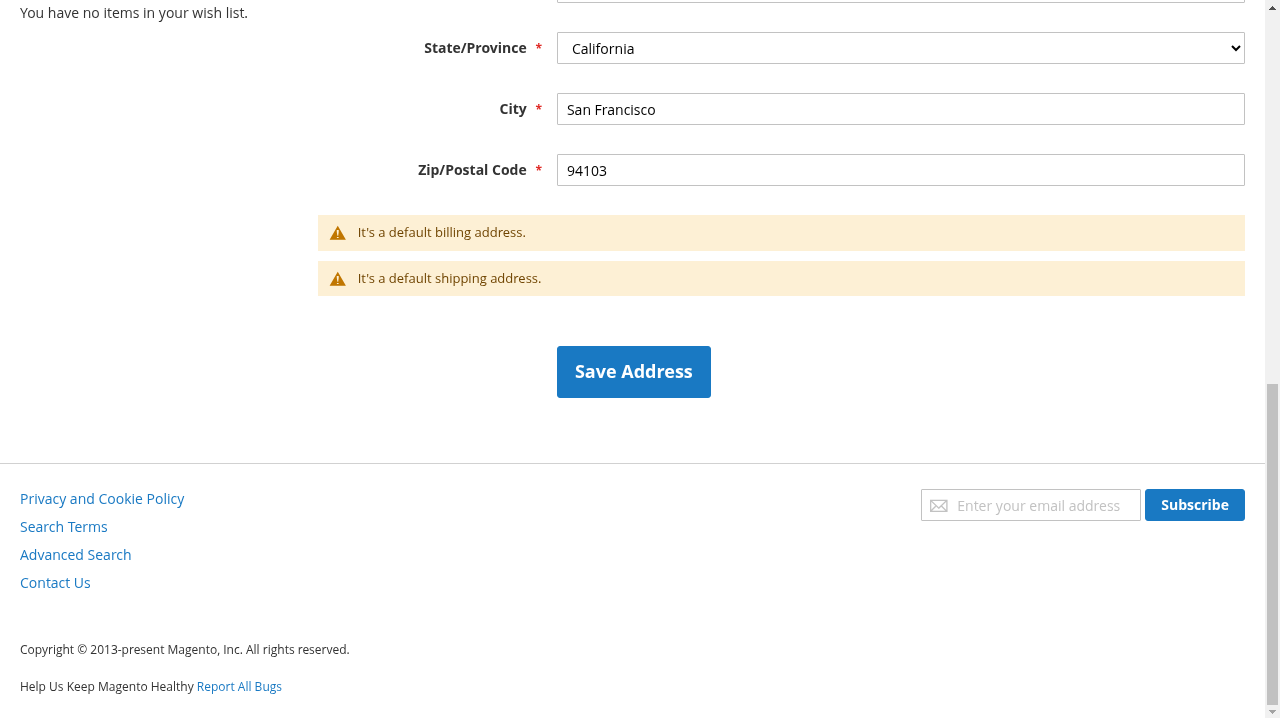 You have no items in your wish list.
State/Province *
California
City *
San Francisco
Zip/Postal Code *
94103
It's a default billing address.
It's a default shipping address.
Save Address
Privacy and Cookie Policy
Search Terms
Advanced Search
Contact Us
Enter your email address
Subscribe
Copyright © 2013-present Magento, Inc. All rights reserved.
Help Us Keep Magento Healthy Report All Bugs